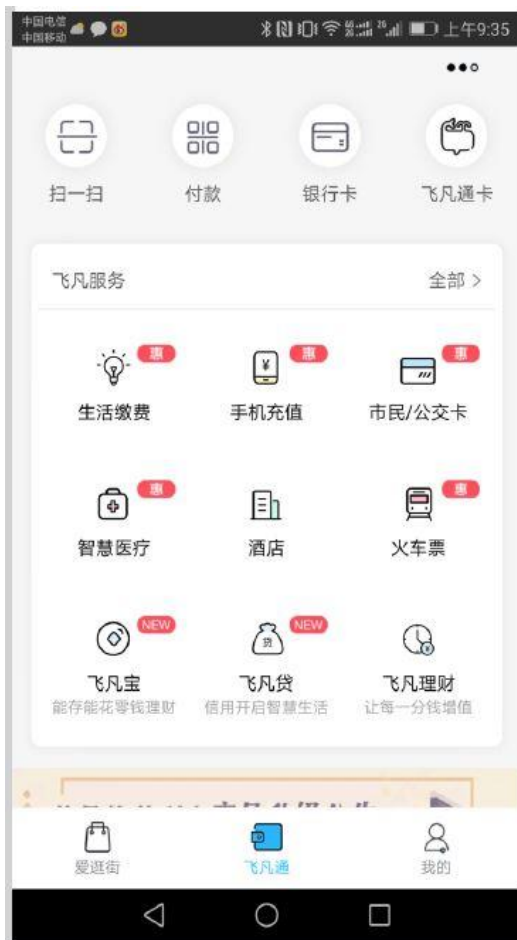 中国电信
中国移动
上午9:35
扫一扫 付款 银行卡 飞凡通卡
飞凡服务 全部 >
惠 惠 惠
生活缴费 手机充值 市民/公交卡
惠 惠
智慧医疗 酒店 火车票
NEW 贷 NEW
飞凡宝 飞凡贷 飞凡理财
能存能花零钱理财 信用开启智慧生活 让每一分钱增值
爱逛街 飞凡通 我的